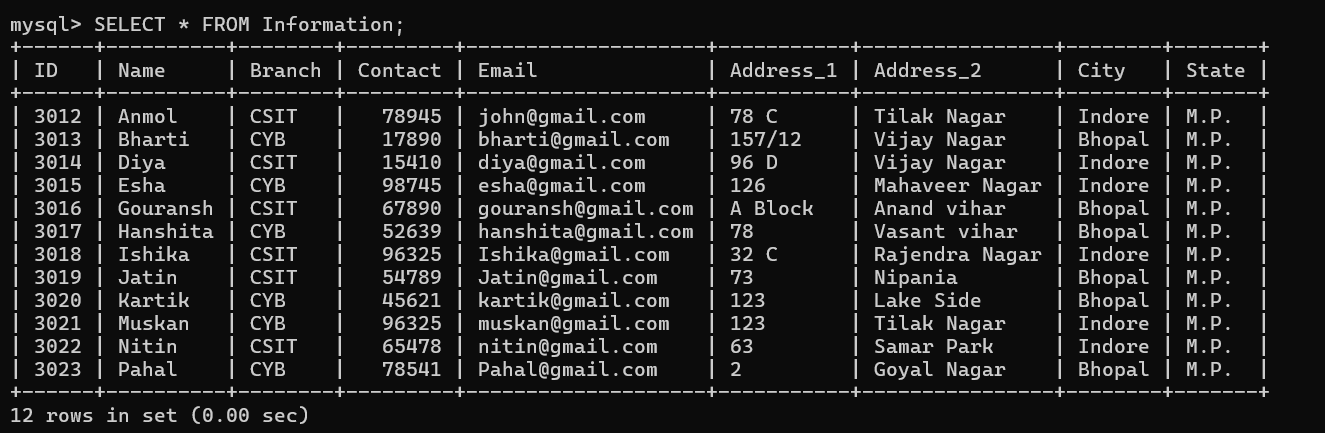 mysql> SELECT * FROM Information;
+------+----------+--------+---------+--------------------+-----------+----------------+--------+-------+
| ID   | Name     | Branch | Contact | Email              | Address_1 | Address_2      | City   | State |
+------+----------+--------+---------+--------------------+-----------+----------------+--------+-------+
| 3012 | Anmol    | CSIT   |   78945 | john@gmail.com     | 78 C      | Tilak Nagar    | Indore | M.P.  |
| 3013 | Bharti   | CYB    |   17890 | bharti@gmail.com   | 157/12    | Vijay Nagar    | Bhopal | M.P.  |
| 3014 | Diya     | CSIT   |   15410 | diya@gmail.com     | 96 D      | Vijay Nagar    | Indore | M.P.  |
| 3015 | Esha     | CYB    |   98745 | esha@gmail.com     | 126       | Mahaveer Nagar | Indore | M.P.  |
| 3016 | Gouransh | CSIT   |   67890 | gouransh@gmail.com | A Block   | Anand vihar    | Bhopal | M.P.  |
| 3017 | Hanshita | CYB    |   52639 | hanshita@gmail.com | 78        | Vasant vihar   | Bhopal | M.P.  |
| 3018 | Ishika   | CSIT   |   96325 | Ishika@gmail.com   | 32 C      | Rajendra Nagar | Indore | M.P.  |
| 3019 | Jatin    | CSIT   |   54789 | Jatin@gmail.com    | 73        | Nipania        | Bhopal | M.P.  |
| 3020 | Kartik   | CYB    |   45621 | kartik@gmail.com   | 123       | Lake Side      | Bhopal | M.P.  |
| 3021 | Muskan   | CYB    |   96325 | muskan@gmail.com   | 123       | Tilak Nagar    | Indore | M.P.  |
| 3022 | Nitin    | CSIT   |   65478 | nitin@gmail.com    | 63        | Samar Park     | Indore | M.P.  |
| 3023 | Pahal    | CYB    |   78541 | Pahal@gmail.com    | 2         | Goyal Nagar    | Bhopal | M.P.  |
+------+----------+--------+---------+--------------------+-----------+----------------+--------+-------+
12 rows in set (0.00 sec)